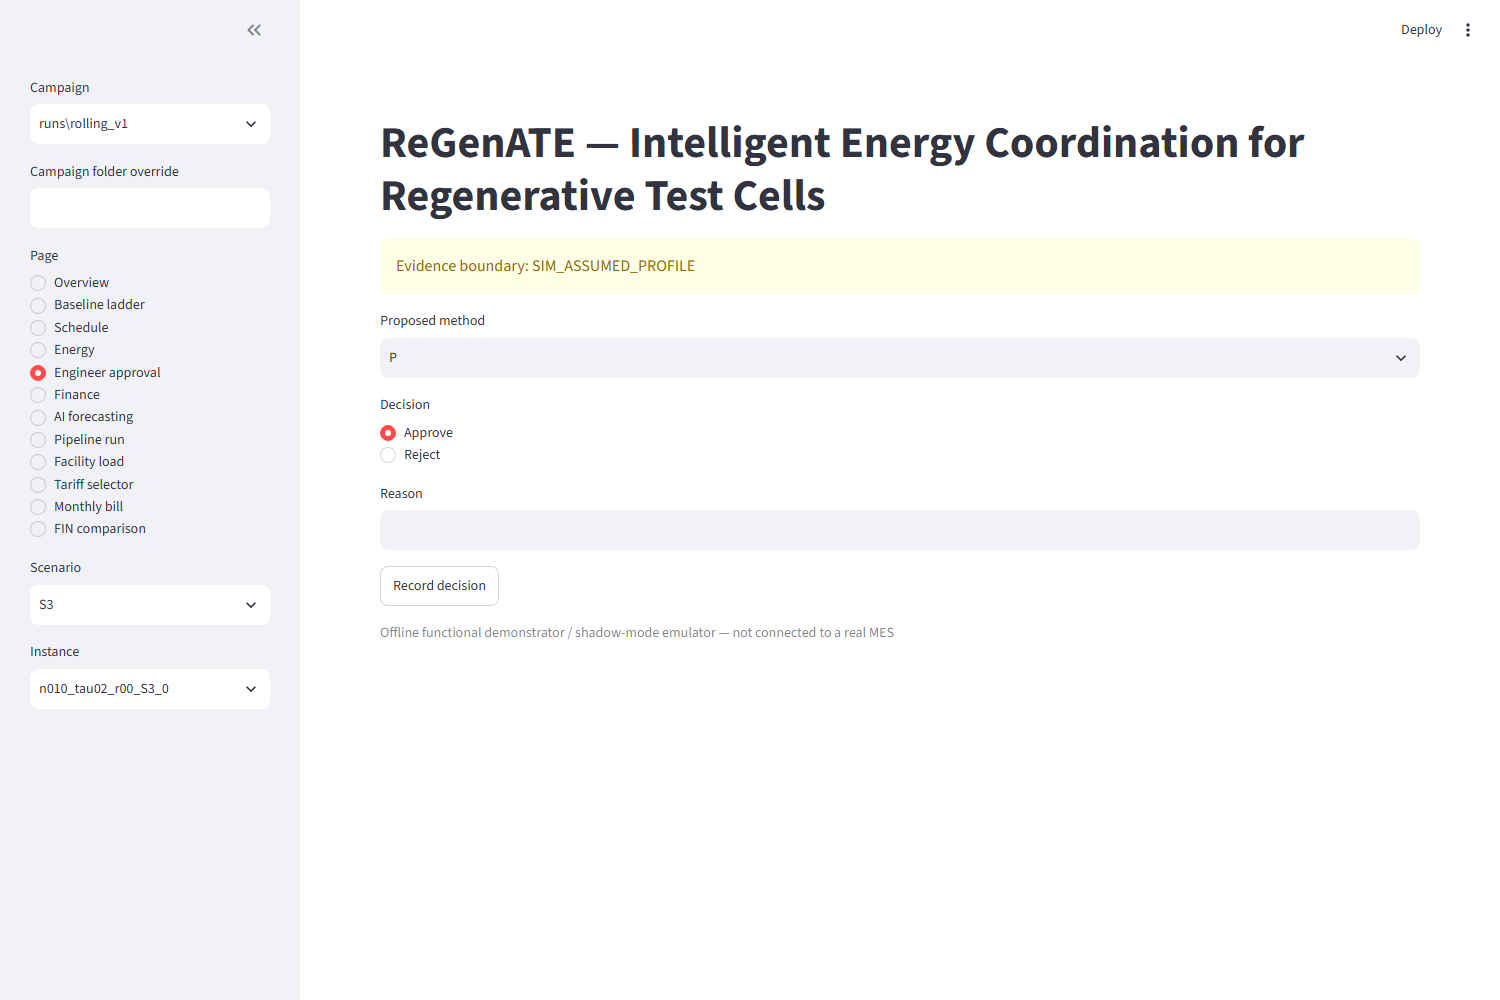 Deploy
Campaign
runs\rolling_v1
Campaign folder override
Page
Overview
Baseline ladder
Schedule
Energy
Engineer approval
Finance
AI forecasting
Pipeline run
Facility load
Tariff selector
Monthly bill
FIN comparison
Scenario
S3
Instance
n010_tau02_r00_S3_0
ReGenATE — Intelligent Energy Coordination for
Regenerative Test Cells
Evidence boundary: SIM_ASSUMED_PROFILE
Proposed method
P
Decision
Approve
Reject
Reason
Record decision
Offline functional demonstrator / shadow-mode emulator — not connected to a real MES